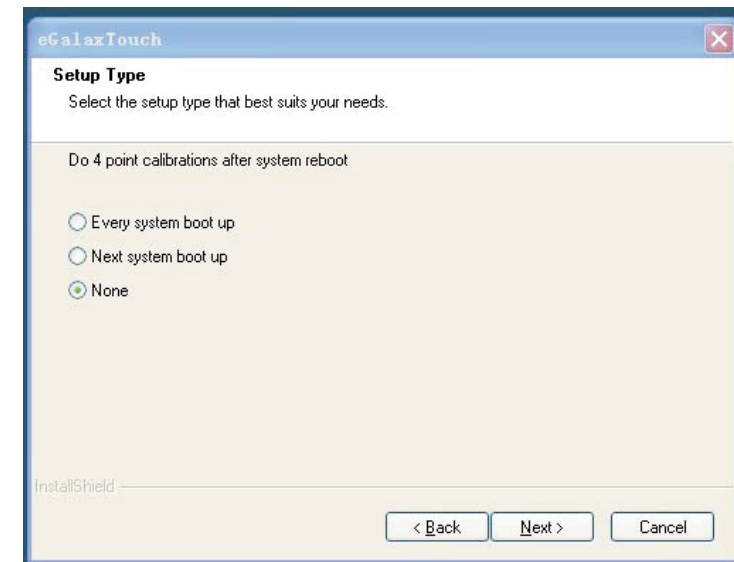 eGalaxTouch
Setup Type
Select the setup type that best suits your needs.
Do 4 point calibrations after system reboot
Every system boot up
Next system boot up
None
InstallShield
< Back Next > Cancel